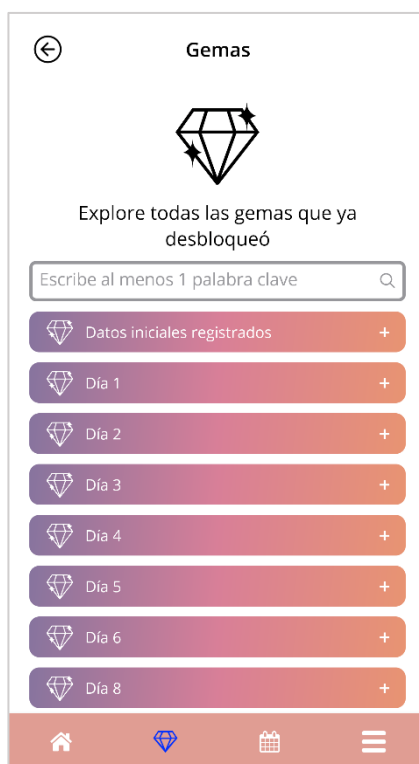 Gemas
Explore todas las gemas que ya
desbloqueó
Escribe al menos 1 palabra clave
Datos iniciales registrados +
Día 1 +
Día 2 +
Día 3 +
Día 4 +
Día 5 +
Día 6 +
Día 8 +